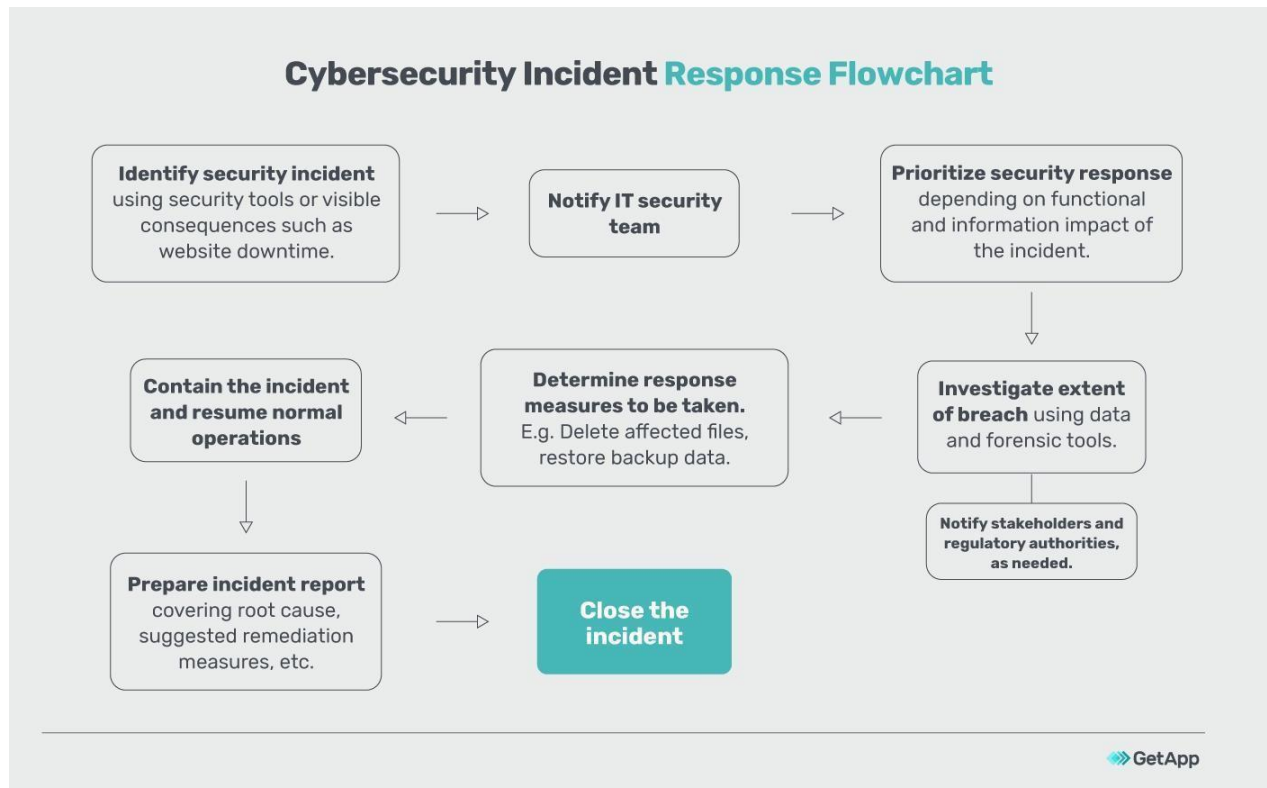 Cybersecurity Incident Response Flowchart
Identify security incident
using security tools or visible
consequences such as
website downtime.
Notify IT security
team
Prioritize security response
depending on functional
and information impact of
the incident.
Investigate extent
of breach using data
and forensic tools.
Notify stakeholders and
regulatory authorities,
as needed.
Determine response
measures to be taken.
E.g. Delete affected files,
restore backup data.
Contain the incident
and resume normal
operations
Prepare incident report
covering root cause,
suggested remediation
measures, etc.
Close the
incident
GetApp